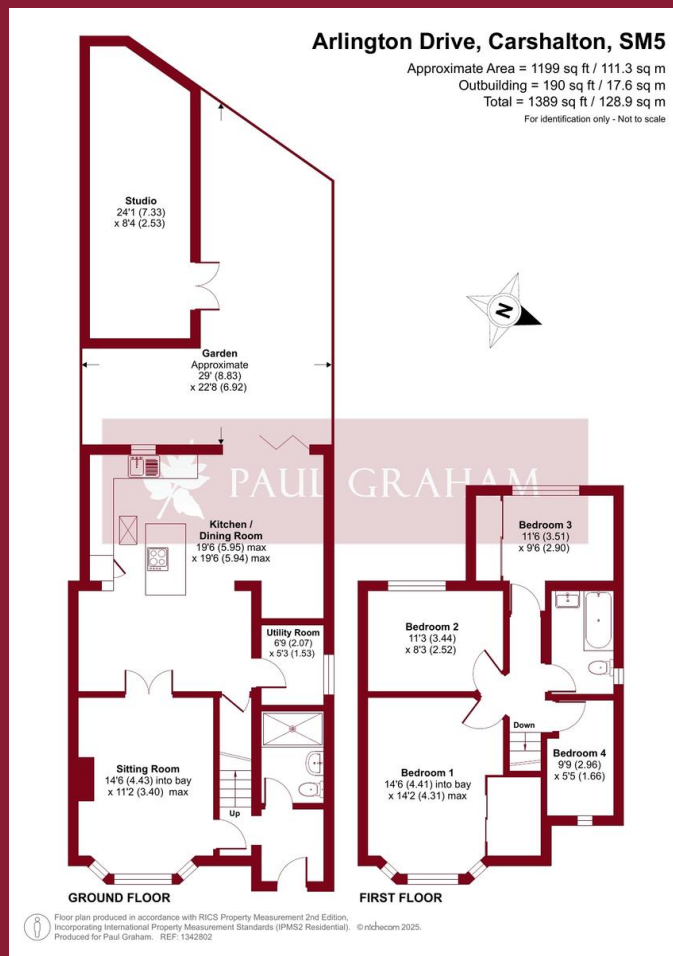 Arlington Drive, Carshalton, SM5
Approximate Area = 1199 sq ft / 111.3 sq m
Outbuilding = 190 sq ft / 17.6 sq m
Total = 1389 sq ft / 128.9 sq m
For identification only - Not to scale
Studio
24'1 (7.33)
x 8'4 (2.53)
N
Garden
Approximate
29' (8.83)
x 22'8 (6.92)
PAUL GRAHAM
Kitchen /
Dining Room
19'6 (5.95) max
x 19'6 (5.94) max
Utility Room
6'9 (2.07)
x 5'3 (1.53)
Sitting Room
14'6 (4.43) into bay
x 11'2 (3.40) max
Up
GROUND FLOOR
Bedroom 3
11'6 (3.51)
x 9'6 (2.90)
Bedroom 2
11'3 (3.44)
x 8'3 (2.52)
Down
Bedroom 4
9'9 (2.96)
x 5'5 (1.66)
Bedroom 1
14'6 (4.41) into bay
x 14'2 (4.31) max
FIRST FLOOR
Floor plan produced in accordance with RICS Property Measurement 2nd Edition,
Incorporating International Property Measurement Standards (IPMS2 Residential). © nichecom 2025.
Produced for Paul Graham. REF: 1342802